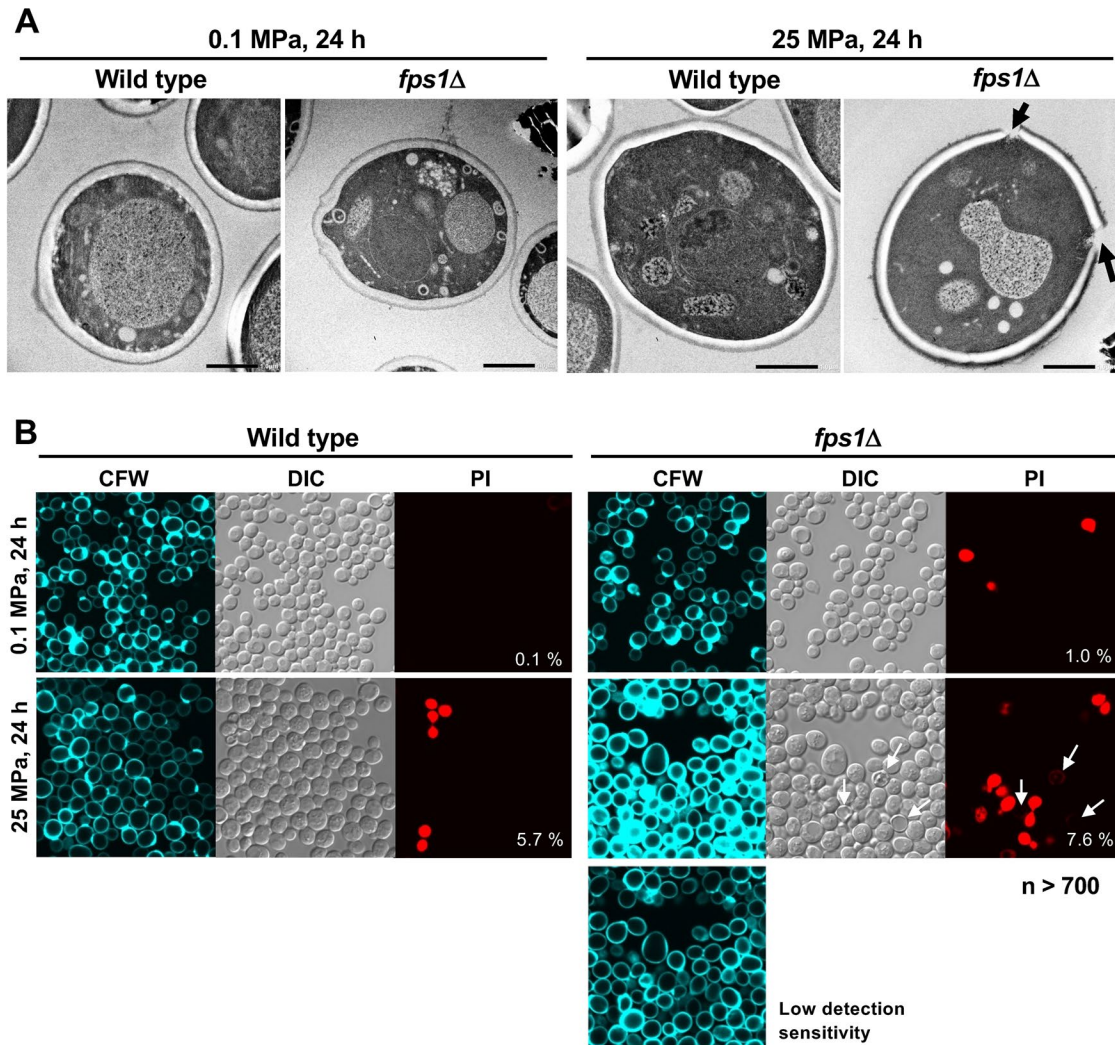 A
0.1 MPa, 24 h
25 MPa, 24 h
Wild type
fps1Δ
Wild type
fps1Δ
B
Wild type
fps1Δ
CFW
DIC
PI
CFW
DIC
PI
0.1 MPa, 24 h
0.1 %
1.0 %
25 MPa, 24 h
5.7 %
7.6 %
n > 700
Low detection
sensitivity